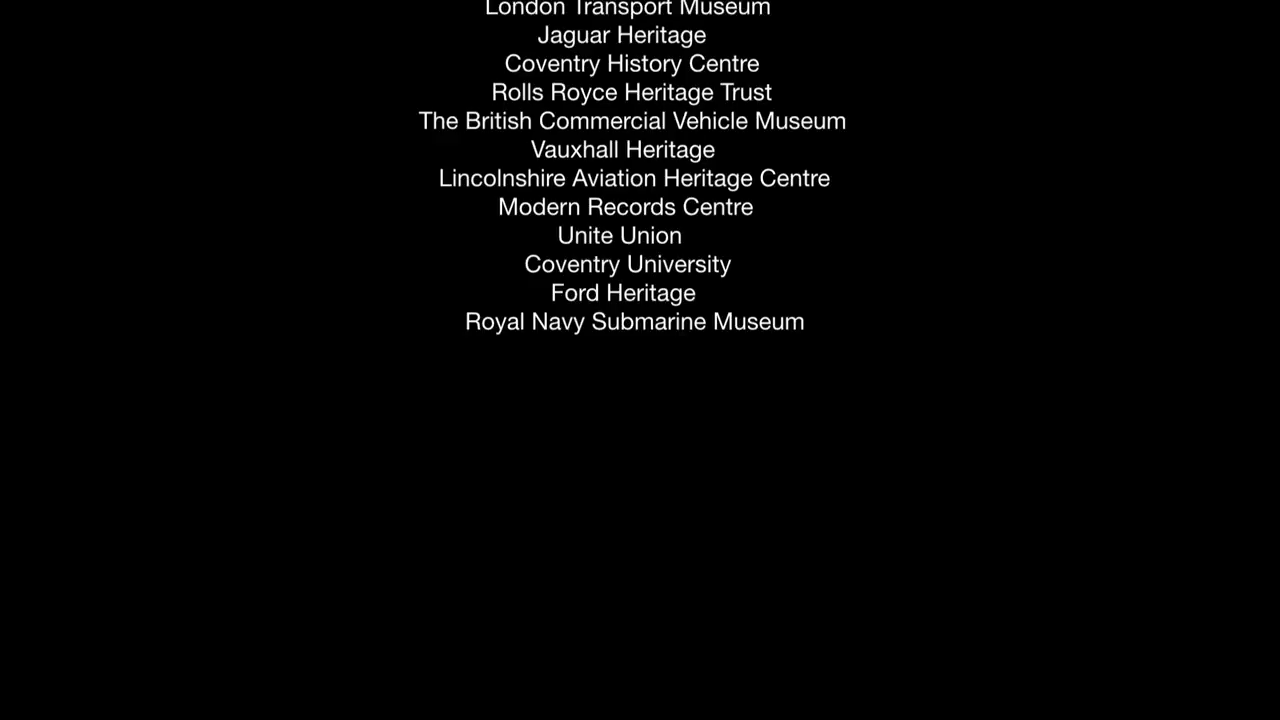 London Transport Museum
Jaguar Heritage
Coventry History Centre
Rolls Royce Heritage Trust
The British Commercial Vehicle Museum
Vauxhall Heritage
Lincolnshire Aviation Heritage Centre
Modern Records Centre
Unite Union
Coventry University
Ford Heritage
Royal Navy Submarine Museum